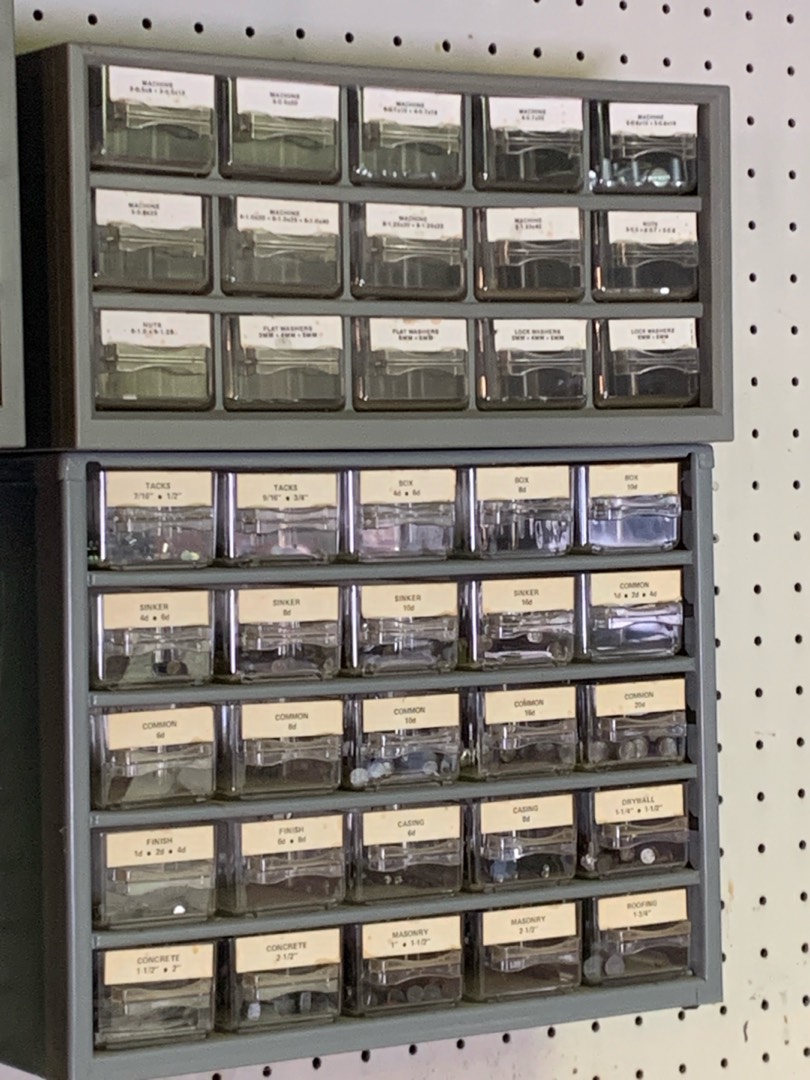 MACHINE
MACHINE
MACHINE
MACHINE
MACHINE
MACHINE
MACHINE
MACHINE
MACHINE
NUTS
NUTS
FLAT WASHERS
FLAT WASHERS
LOCK WASHERS
LOCK WASHERS
TACKS
7/16" • 1/2"
TACKS
9/16" • 3/4"
BOX
4d • 6d
BOX
8d
BOX
10d
SINKER
4d • 6d
SINKER
8d
SINKER
10d
SINKER
16d
COMMON
1d • 2d • 4d
COMMON
6d
COMMON
8d
COMMON
10d
COMMON
16d
COMMON
20d
FINISH
1d • 2d • 4d
FINISH
6d • 8d
CASING
6d
CASING
8d
DRYWALL
1-1/4" • 1-1/2"
CONCRETE
1-1/2" • 2"
CONCRETE
2-1/2"
MASONRY
1" • 1-1/2"
MASONRY
2-1/2"
ROOFING
1-3/4"